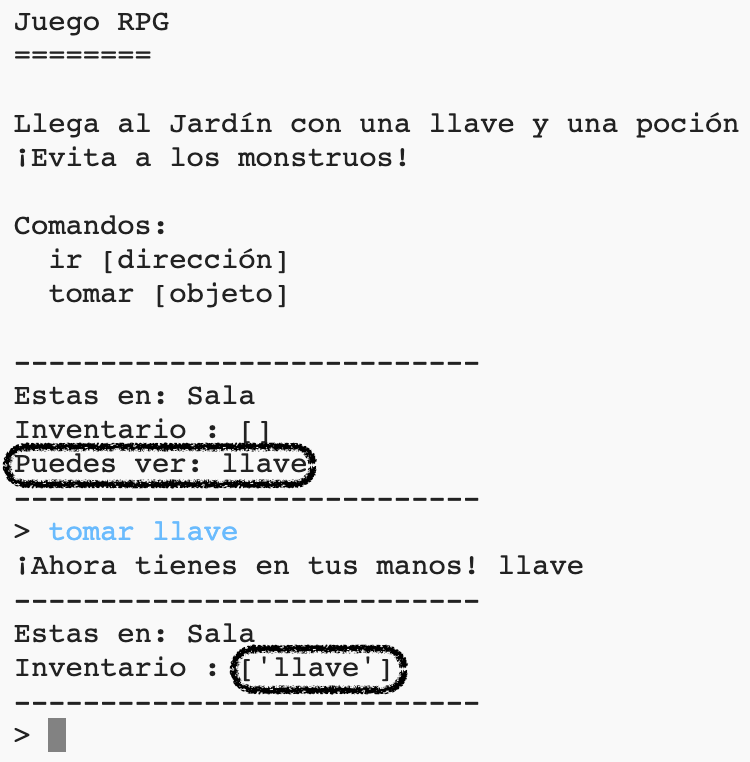 Juego RPG
========
Llega al Jardín con una llave y una poción
¡Evita a los monstruos!
Comandos:
  ir [dirección]
  tomar [objeto]
---------------------------
Estas en: Sala
Inventario : []
Puedes ver: llave
---------------------------
> tomar llave
¡Ahora tienes en tus manos! llave
---------------------------
Estas en: Sala
Inventario : ['llave']
---------------------------
>